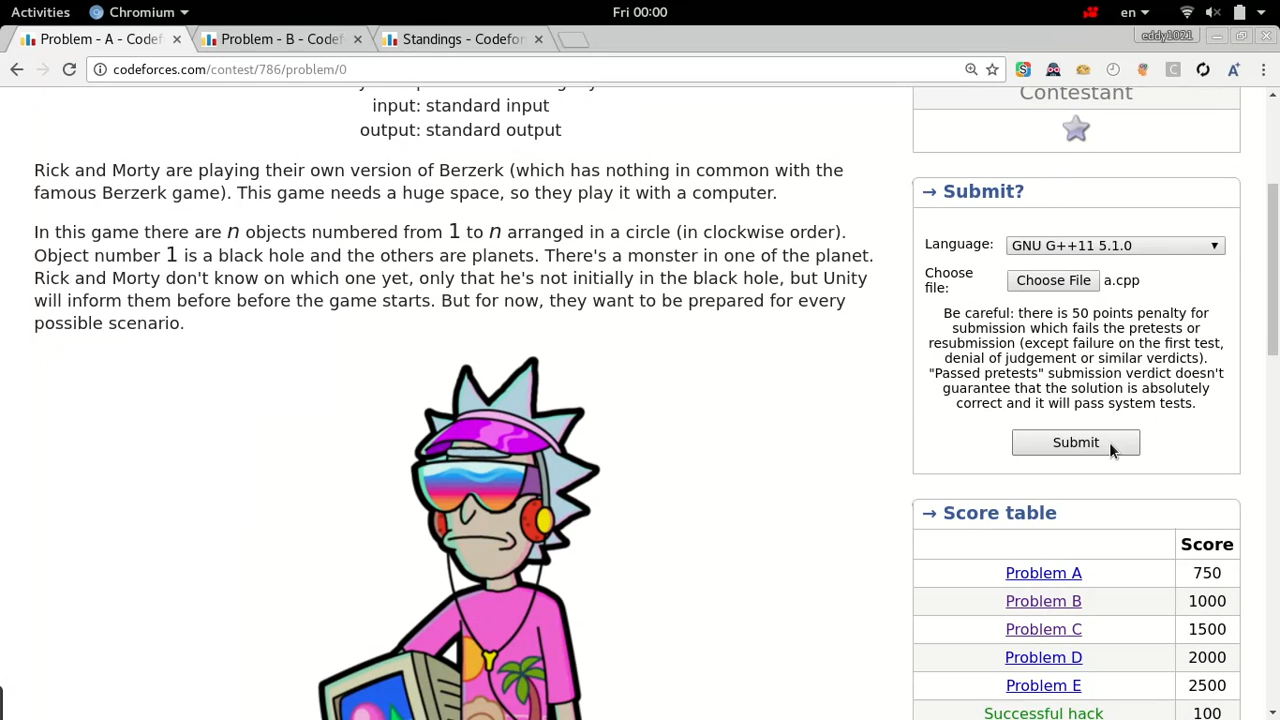 Activities Chromium Fri 00:00 en
Problem - A - Codef Problem - B - Codef Standings - Codefor eddy1021
codeforces.com/contest/786/problem/0
Contestant
input: standard input
output: standard output
Rick and Morty are playing their own version of Berzerk (which has nothing in common with the
famous Berzerk game). This game needs a huge space, so they play it with a computer.
In this game there are n objects numbered from 1 to n arranged in a circle (in clockwise order).
Object number 1 is a black hole and the others are planets. There's a monster in one of the planet.
Rick and Morty don't know on which one yet, only that he's not initially in the black hole, but Unity
will inform them before before the game starts. But for now, they want to be prepared for every
possible scenario.
→ Submit?
Language: GNU G++11 5.1.0
Choose
file: Choose File a.cpp
Be careful: there is 50 points penalty for
submission which fails the pretests or
resubmission (except failure on the first test,
denial of judgement or similar verdicts).
"Passed pretests" submission verdict doesn't
guarantee that the solution is absolutely
correct and it will pass system tests.
Submit
→ Score table
Score
Problem A 750
Problem B 1000
Problem C 1500
Problem D 2000
Problem E 2500
Successful hack 100